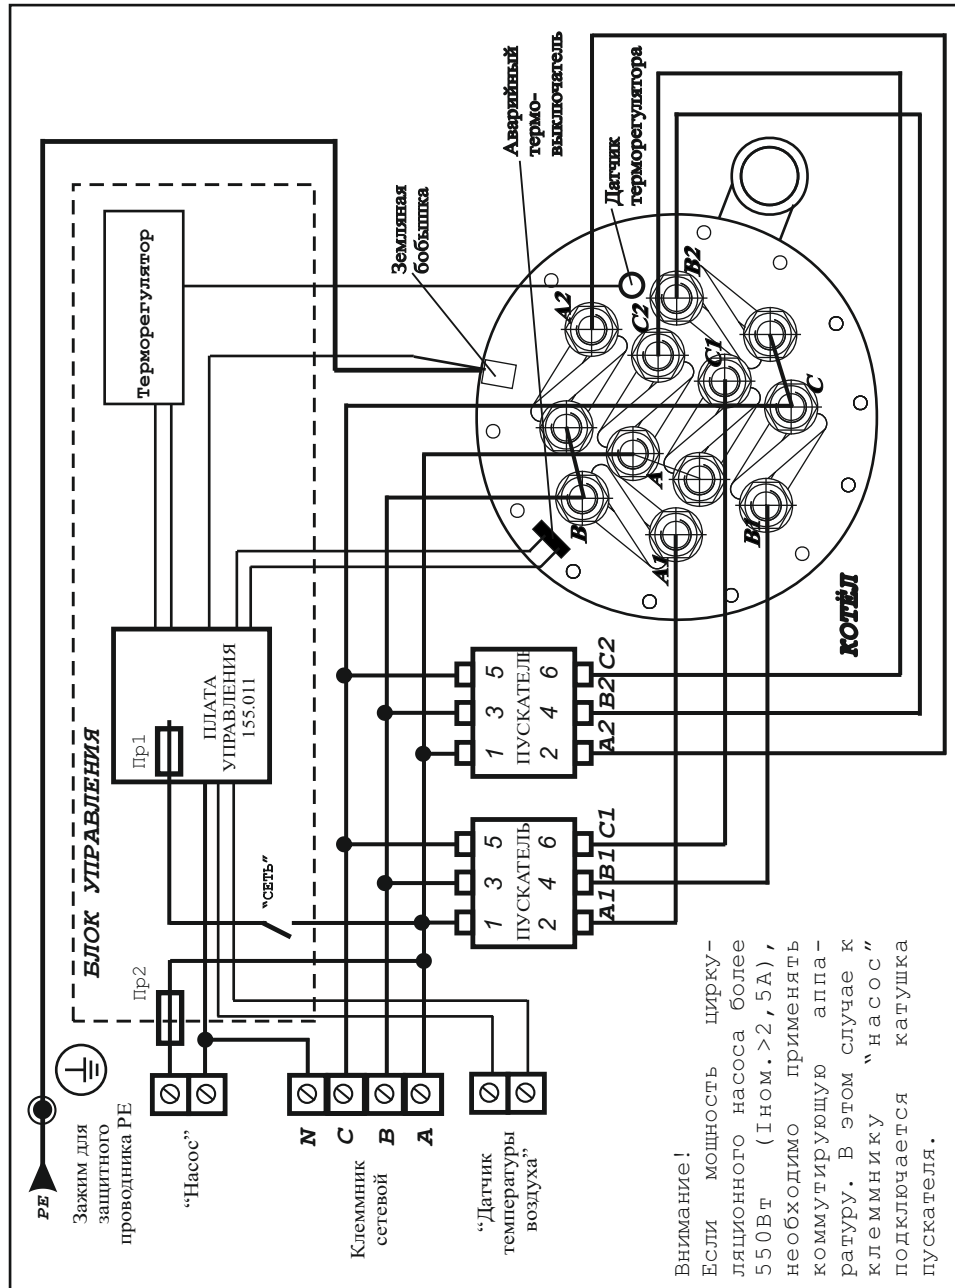 PE
Зажим для
защитного
проводника PE
“Насос”
N
C
B
A
Клеммник
сетевой
“Датчик
температуры
воздуха”
Пр2
БЛОК УПРАВЛЕНИЯ
“СЕТЬ”
Пр1
ПЛАТА
УПРАВЛЕНИЯ
155.011
Терморегулятор
Земляная
бобышка
Аварийный
термо-
выключатель
Датчик
терморегулятора
1 3 5
ПУСКАТЕЛЬ
2 4 6
A1 B1 C1
1 3 5
ПУСКАТЕЛЬ
2 4 6
A2 B2 C2
A2
C2
B2
C1
C
A
B
A1
B1
КОТЁЛ
Внимание!
Если мощность цирку-
ляционного насоса более
550Вт (Iном.>2,5А),
необходимо применять
коммутирующую аппа-
ратуру. В этом случае к
клеммнику “насос”
подключается катушка
пускателя.